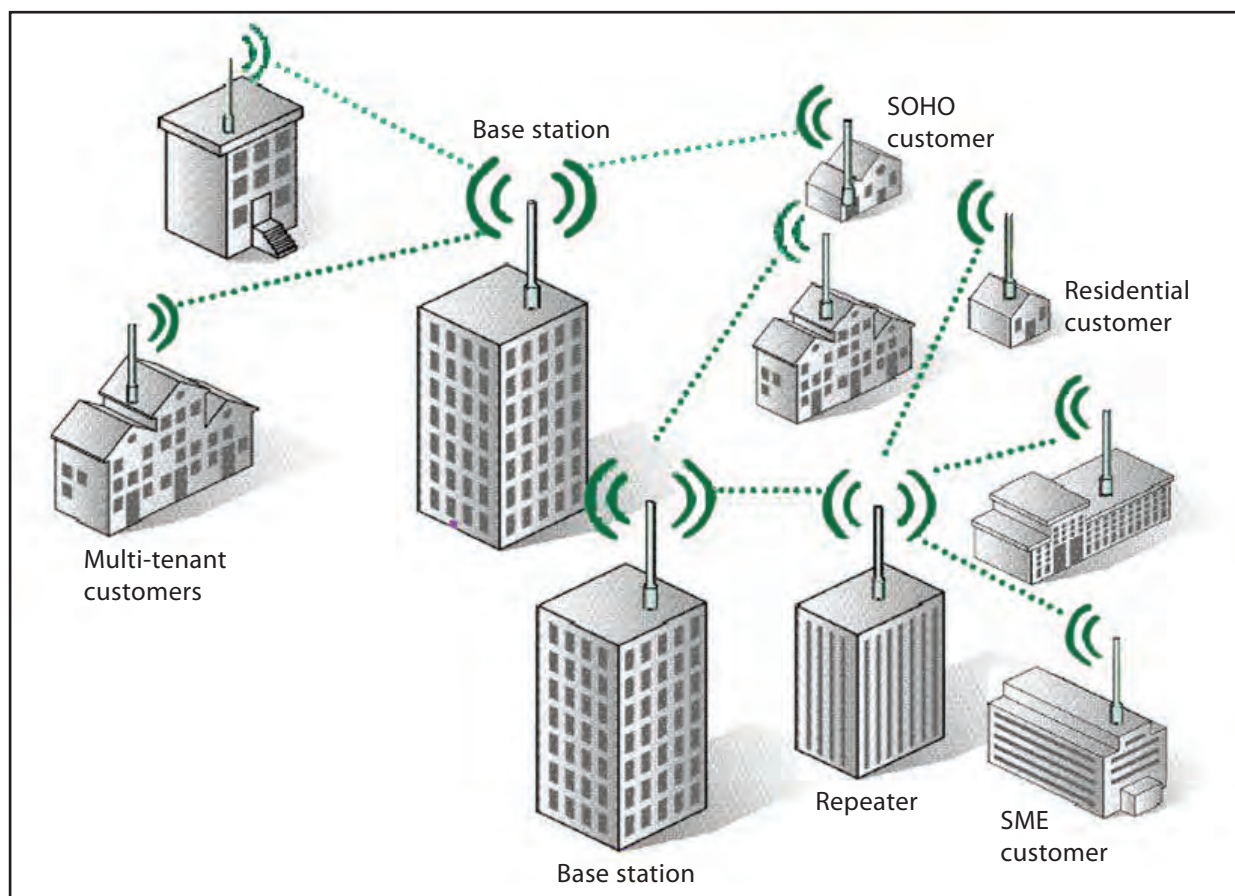 SOHO
customer
Base station
Residential
customer
Multi-tenant
customers
Repeater
SME
customer
Base station